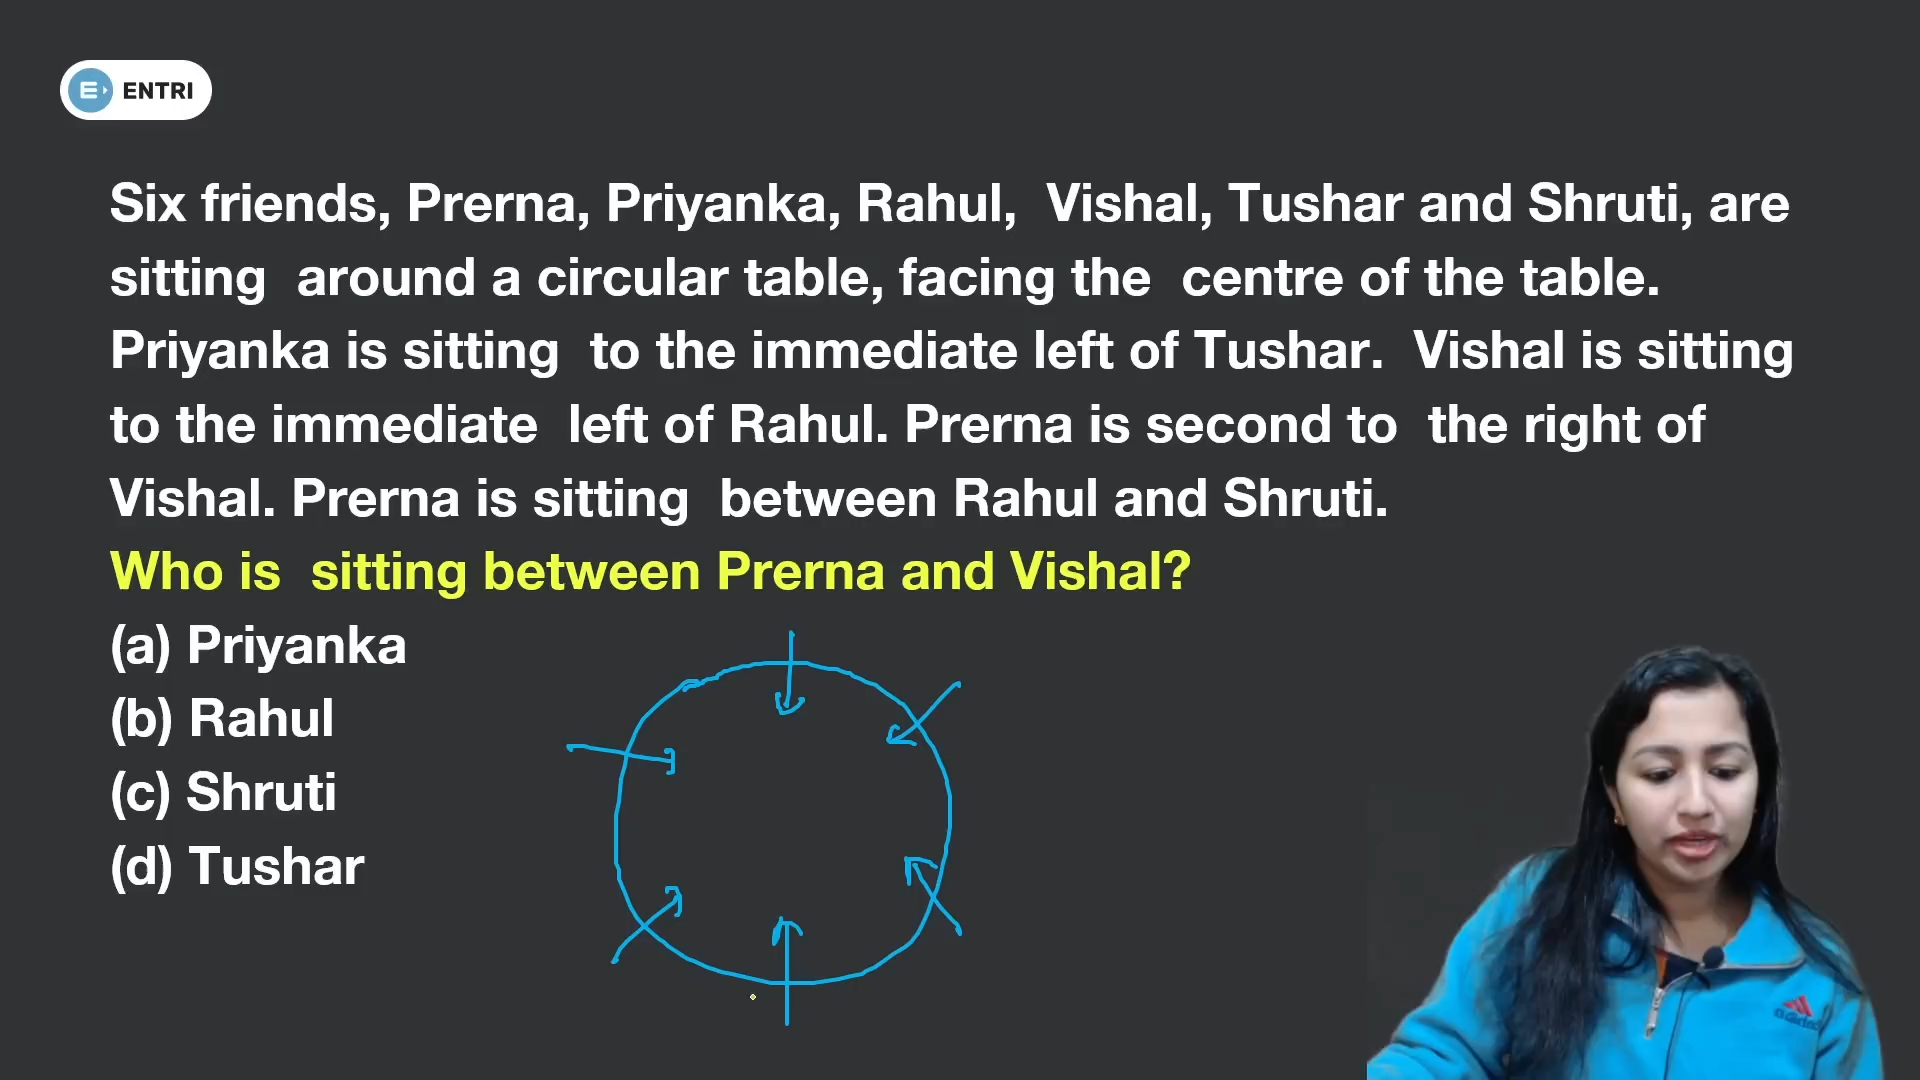 ENTRI
Six friends, Prerna, Priyanka, Rahul, Vishal, Tushar and Shruti, are
sitting around a circular table, facing the centre of the table.
Priyanka is sitting to the immediate left of Tushar. Vishal is sitting
to the immediate left of Rahul. Prerna is second to the right of
Vishal. Prerna is sitting between Rahul and Shruti.
Who is sitting between Prerna and Vishal?
(a) Priyanka
(b) Rahul
(c) Shruti
(d) Tushar